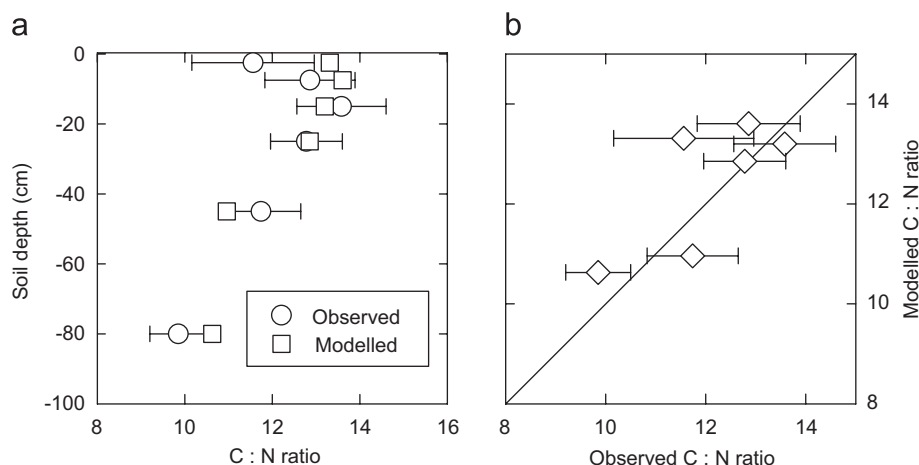 a
0
-20
-40
-60
-80
-100
Soil depth (cm)
Observed
Modelled
8 10 12 14 16
C : N ratio
b
14
12
10
8
Modelled C : N ratio
8 10 12 14
Observed C : N ratio